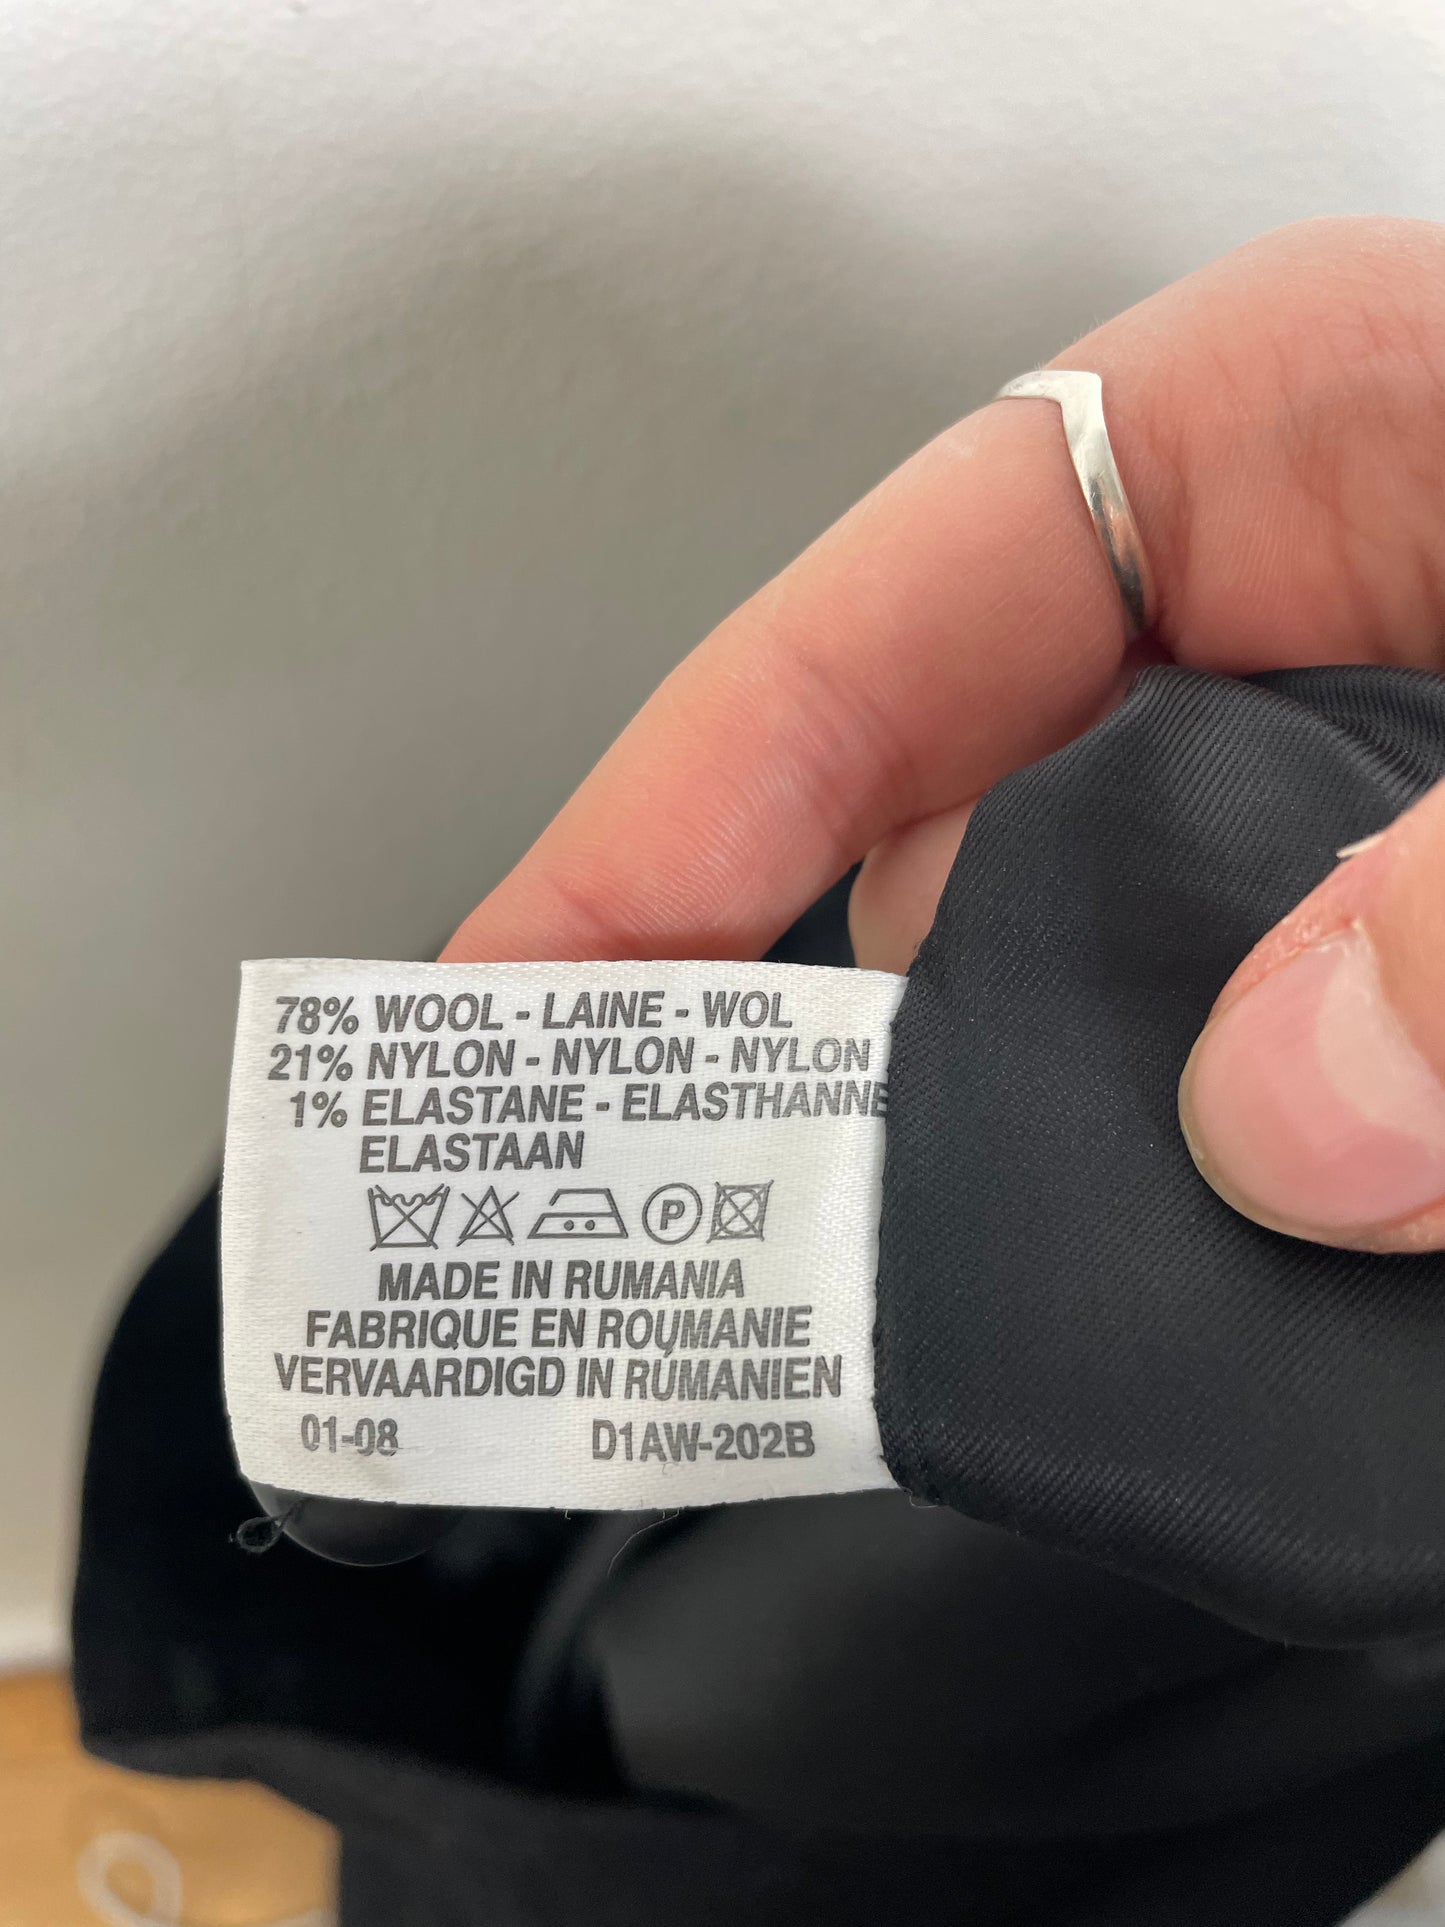 78% WOOL - LAINE - WOL
21% NYLON - NYLON - NYLON
1% ELASTANE - ELASTHANNE
ELASTAAN
P
MADE IN RUMANIA
FABRIQUE EN ROUMANIE
VERVAARDIGD IN RUMANIEN
01-08 D1AW-202B